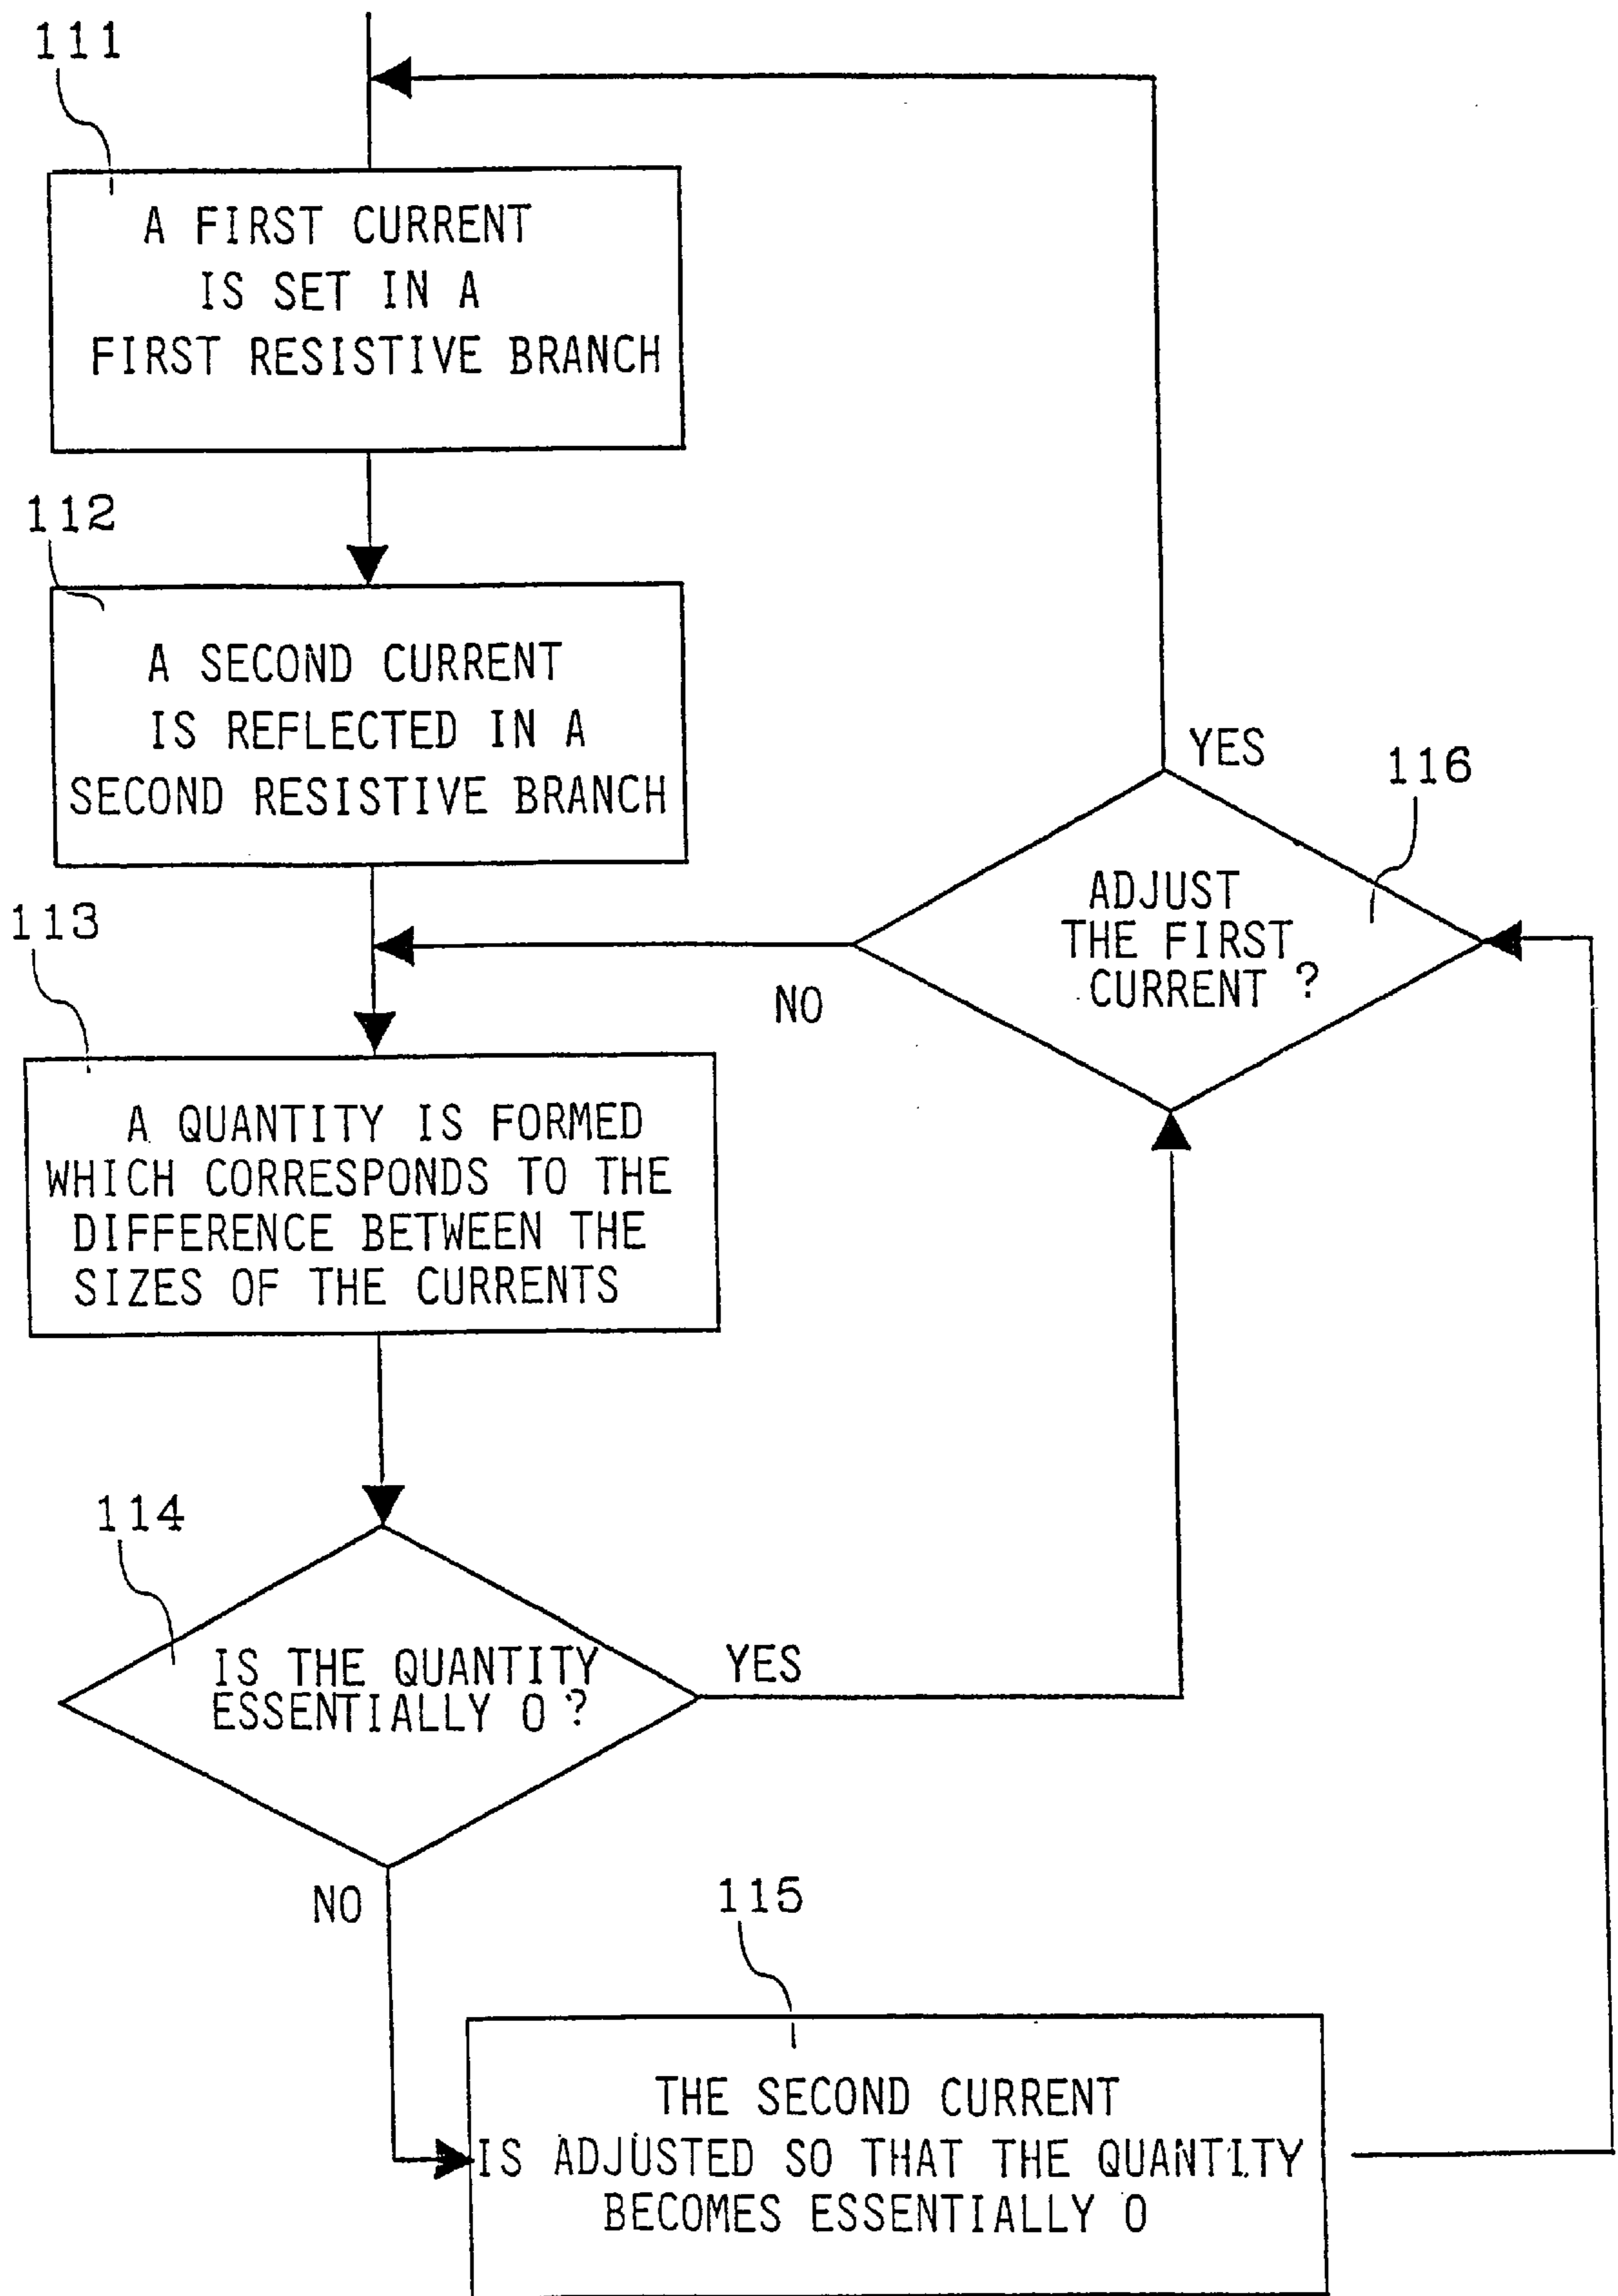 111
A FIRST CURRENT
IS SET IN A
FIRST RESISTIVE BRANCH
112
A SECOND CURRENT
IS REFLECTED IN A
SECOND RESISTIVE BRANCH
YES
116
ADJUST
THE FIRST
CURRENT ?
NO
113
A QUANTITY IS FORMED
WHICH CORRESPONDS TO THE
DIFFERENCE BETWEEN THE
SIZES OF THE CURRENTS
114
IS THE QUANTITY
ESSENTIALLY 0 ?
YES
NO
115
THE SECOND CURRENT
IS ADJUSTED SO THAT THE QUANTITY
BECOMES ESSENTIALLY 0